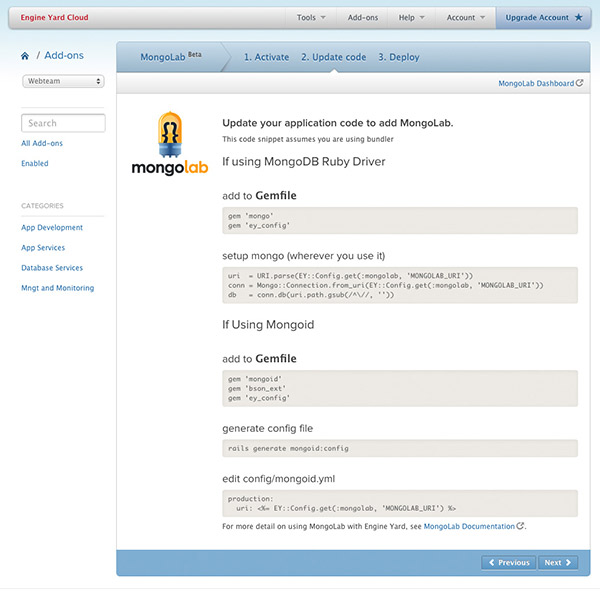 Engine Yard Cloud
Tools
Add-ons
Help
Account
Upgrade Account
/ Add-ons
Webteam
Search
All Add-ons
Enabled
CATEGORIES
App Development
App Services
Database Services
Mngt and Monitoring
MongoLab Beta
1. Activate
2. Update code
3. Deploy
MongoLab Dashboard
{ }
mongolab
Update your application code to add MongoLab.
This code snippet assumes you are using bundler
If using MongoDB Ruby Driver
add to Gemfile
gem 'mongo'
gem 'ey_config'
setup mongo (wherever you use it)
uri  = URI.parse(EY::Config.get(:mongolab, 'MONGOLAB_URI'))
conn = Mongo::Connection.from_uri(EY::Config.get(:mongolab, 'MONGOLAB_URI'))
db   = conn.db(uri.path.gsub(/^\//, ''))
If Using Mongoid
add to Gemfile
gem 'mongoid'
gem 'bson_ext'
gem 'ey_config'
generate config file
rails generate mongoid:config
edit config/mongoid.yml
production:
  uri: <%= EY::Config.get(:mongolab, 'MONGOLAB_URI') %>
For more detail on using MongoLab with Engine Yard, see MongoLab Documentation.
Previous
Next